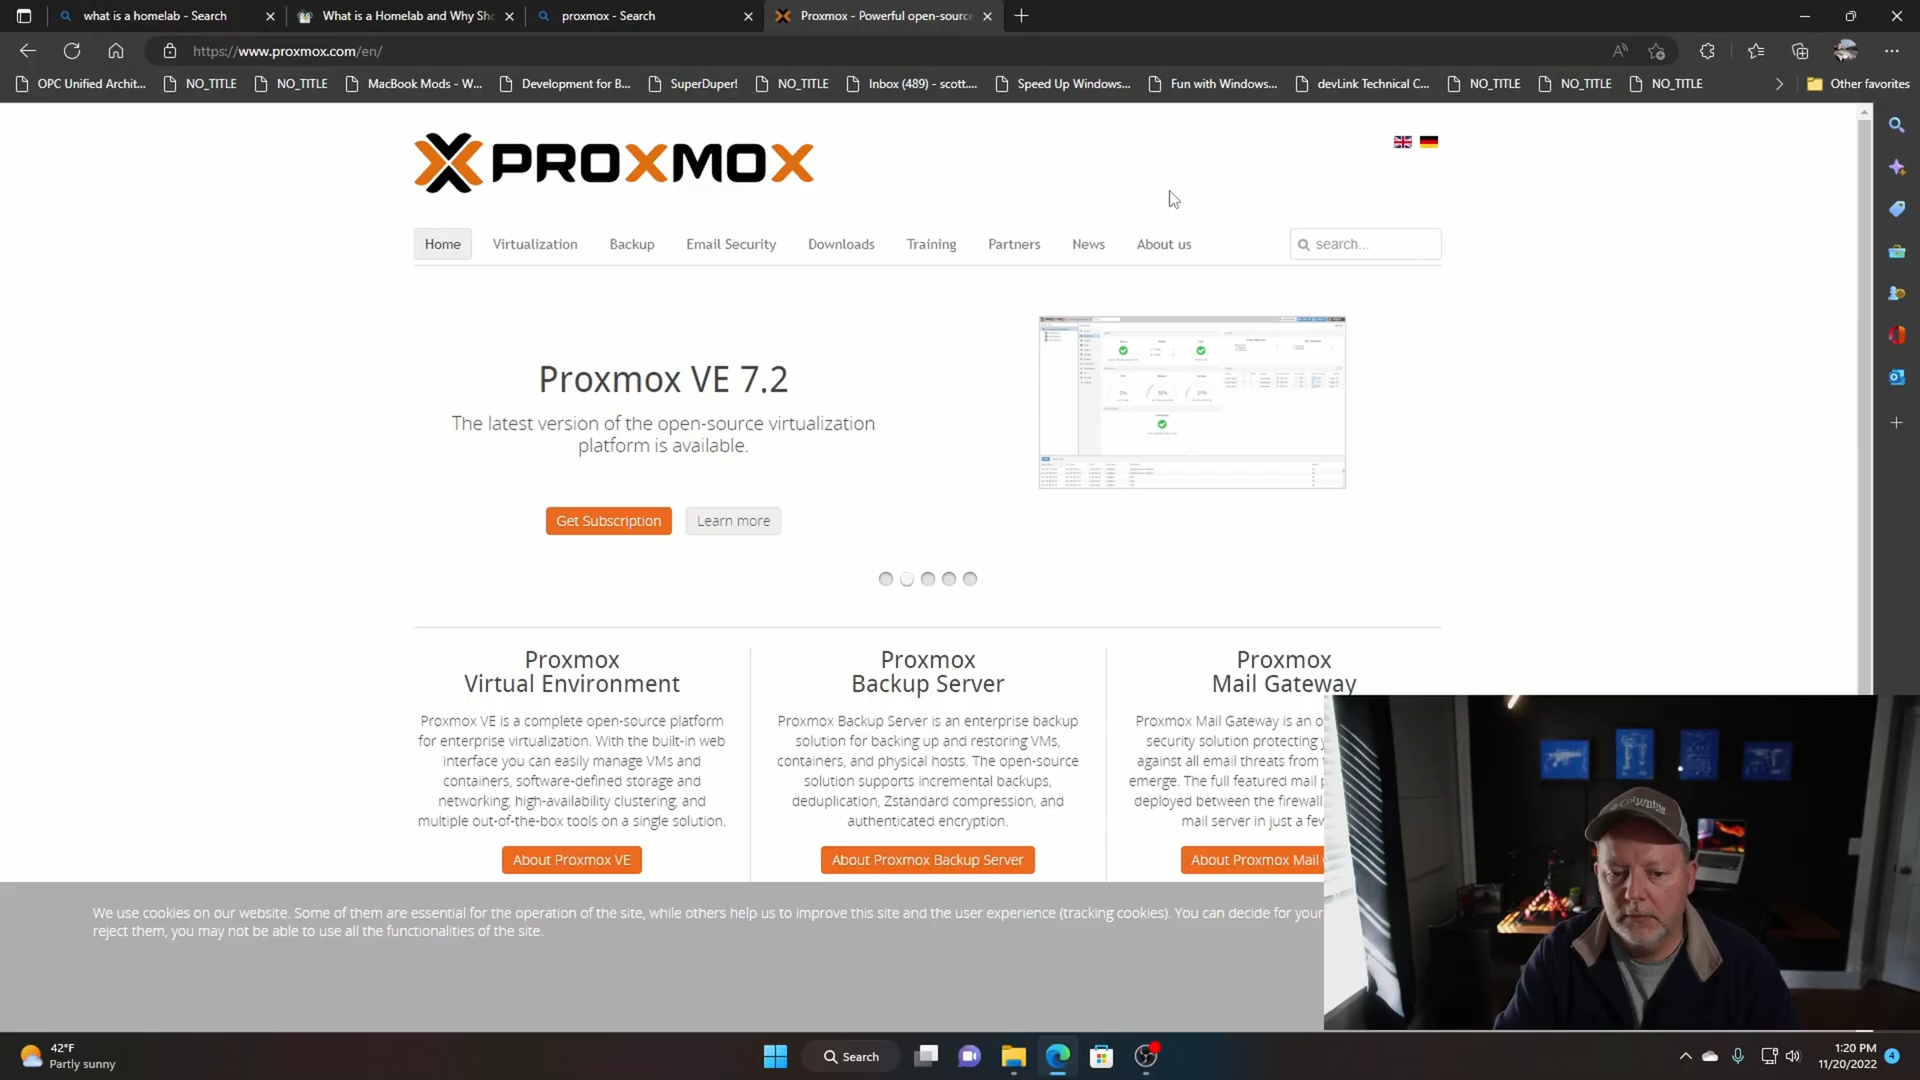 what is a homelab - Search
What is a Homelab and Why Sho
proxmox - Search
Proxmox - Powerful open-source
https://www.proxmox.com/en/
OPC Unified Archit...
NO_TITLE
NO_TITLE
MacBook Mods - W...
Development for B...
SuperDuper!
NO_TITLE
Inbox (489) - scott....
Speed Up Windows...
Fun with Windows...
devLink Technical C...
NO_TITLE
NO_TITLE
NO_TITLE
Other favorites
PROXMOX
Home
Virtualization
Backup
Email Security
Downloads
Training
Partners
News
About us
search...
Proxmox VE 7.2
The latest version of the open-source virtualization
platform is available.
Get Subscription
Learn more
Proxmox
Virtual Environment
Proxmox VE is a complete open-source platform
for enterprise virtualization. With the built-in web
interface you can easily manage VMs and
containers, software-defined storage and
networking, high-availability clustering, and
multiple out-of-the-box tools on a single solution.
About Proxmox VE
Proxmox
Backup Server
Proxmox Backup Server is an enterprise backup
solution for backing up and restoring VMs,
containers, and physical hosts. The open-source
solution supports incremental backups,
deduplication, Zstandard compression, and
authenticated encryption.
About Proxmox Backup Server
Proxmox
Mail Gateway
Proxmox Mail Gateway is an o
security solution protecting y
against all email threats from
emerge. The full featured mail p
deployed between the firewall
mail server in just a few
About Proxmox Mail
We use cookies on our website. Some of them are essential for the operation of the site, while others help us to improve this site and the user experience (tracking cookies). You can decide for your
reject them, you may not be able to use all the functionalities of the site.
Columbia
42°F
Partly sunny
Search
1:20 PM
11/20/2022
4